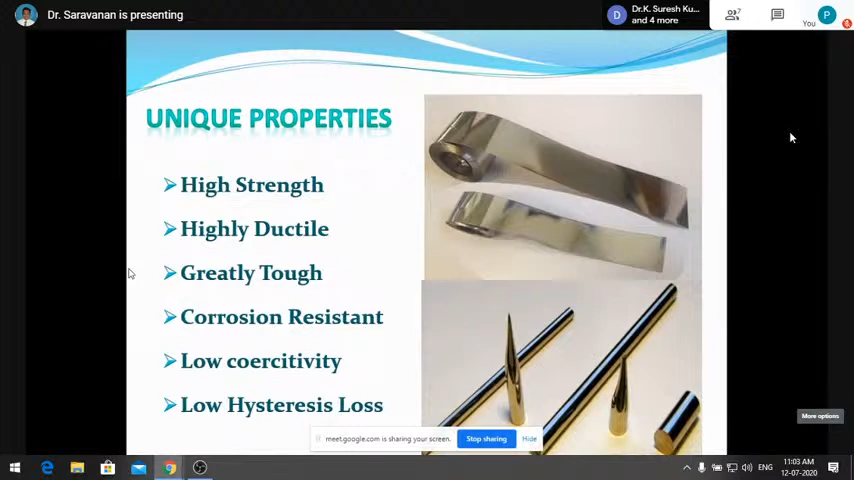 Dr. Saravanan is presenting
D
Dr.K. Suresh Ku...
and 4 more
7
P
You
UNIQUE PROPERTIES
High Strength
Highly Ductile
Greatly Tough
Corrosion Resistant
Low coercitivity
Low Hysteresis Loss
More options
meet.google.com is sharing your screen.
Stop sharing
Hide
ENG
11:03 AM
12-07-2020